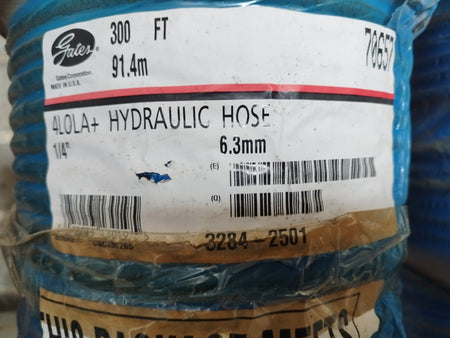 Gates
Gates Corporation
MADE IN U.S.A.
300 FT
91.4m
70657
4LOLA+ HYDRAULIC HOSE
1/4" 6.3mm
(E)
(Q)
3284-2501
THIS PACKAGE MEETS